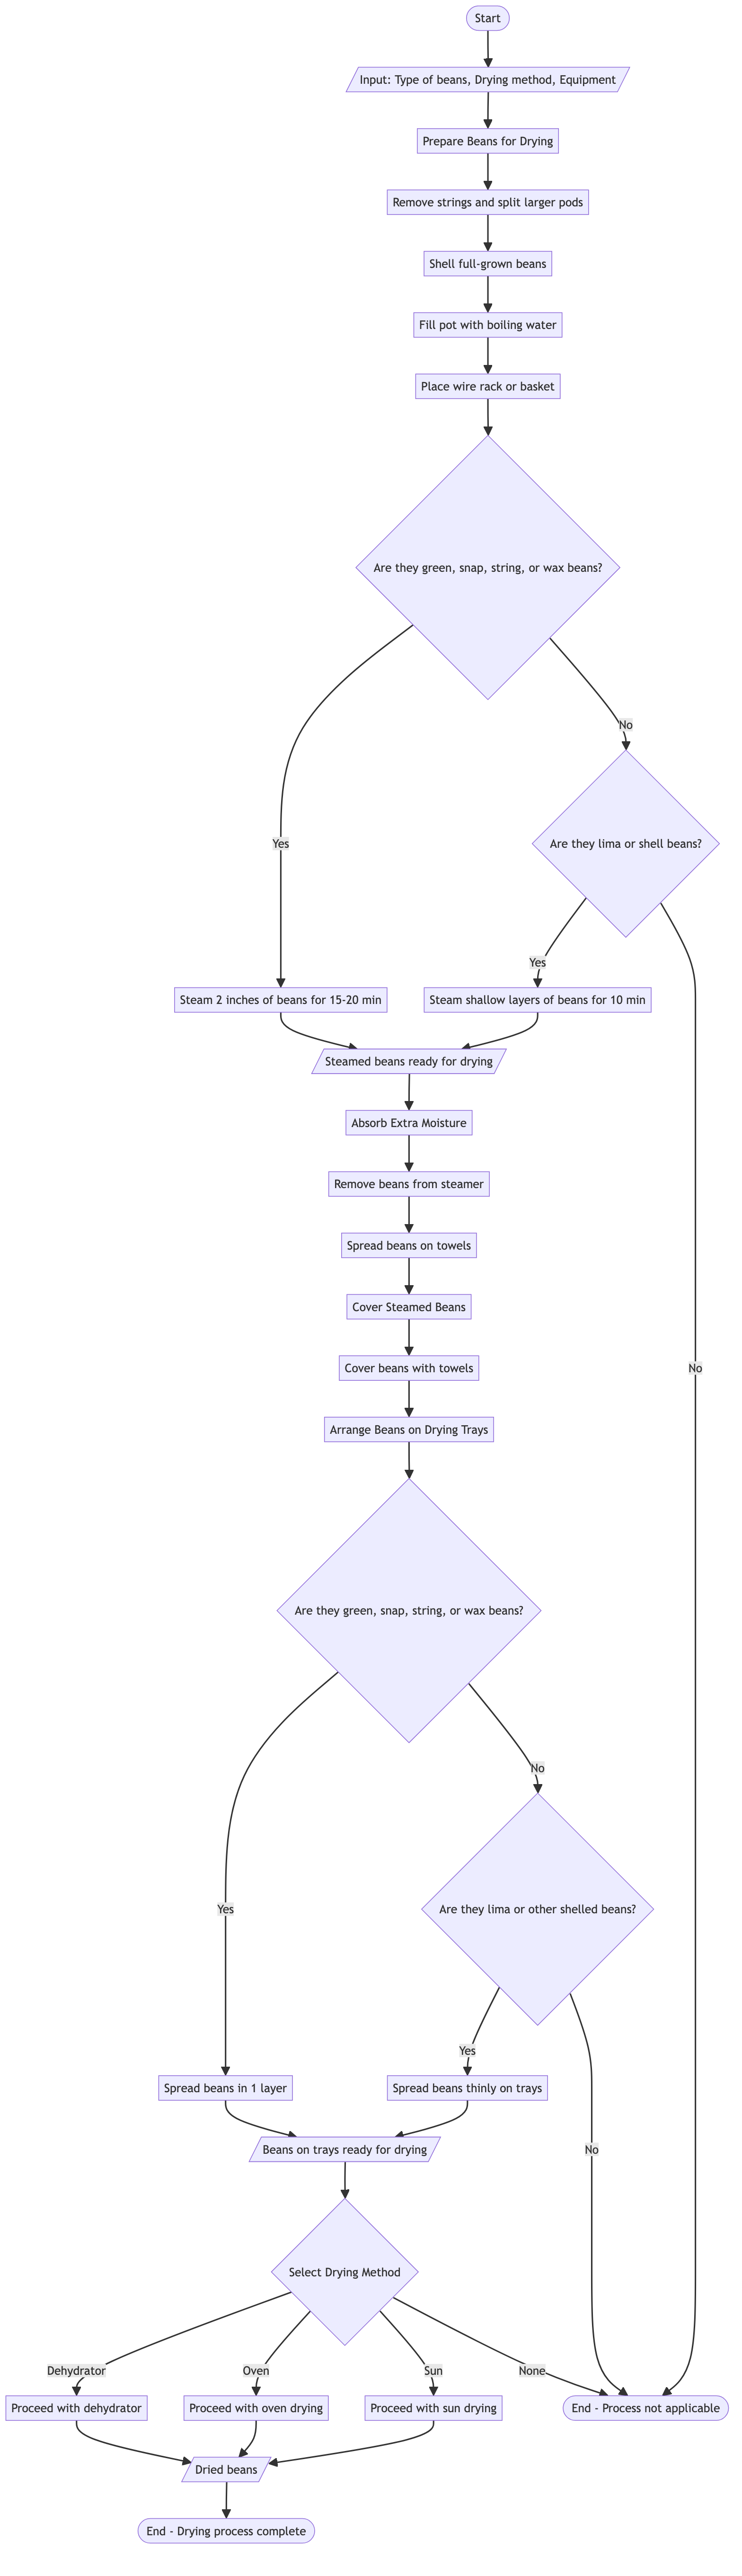 Start
Input: Type of beans, Drying method, Equipment
Prepare Beans for Drying
Remove strings and split larger pods
Shell full-grown beans
Fill pot with boiling water
Place wire rack or basket
Are they green, snap, string, or wax beans?
No
Yes
Are they lima or shell beans?
Yes
Steam 2 inches of beans for 15-20 min
Steam shallow layers of beans for 10 min
Steamed beans ready for drying
Absorb Extra Moisture
Remove beans from steamer
Spread beans on towels
Cover Steamed Beans
Cover beans with towels
No
Arrange Beans on Drying Trays
Are they green, snap, string, or wax beans?
No
Yes
Are they lima or other shelled beans?
Yes
Spread beans in 1 layer
Spread beans thinly on trays
Beans on trays ready for drying
No
Select Drying Method
Dehydrator
Oven
Sun
None
Proceed with dehydrator
Proceed with oven drying
Proceed with sun drying
End - Process not applicable
Dried beans
End - Drying process complete